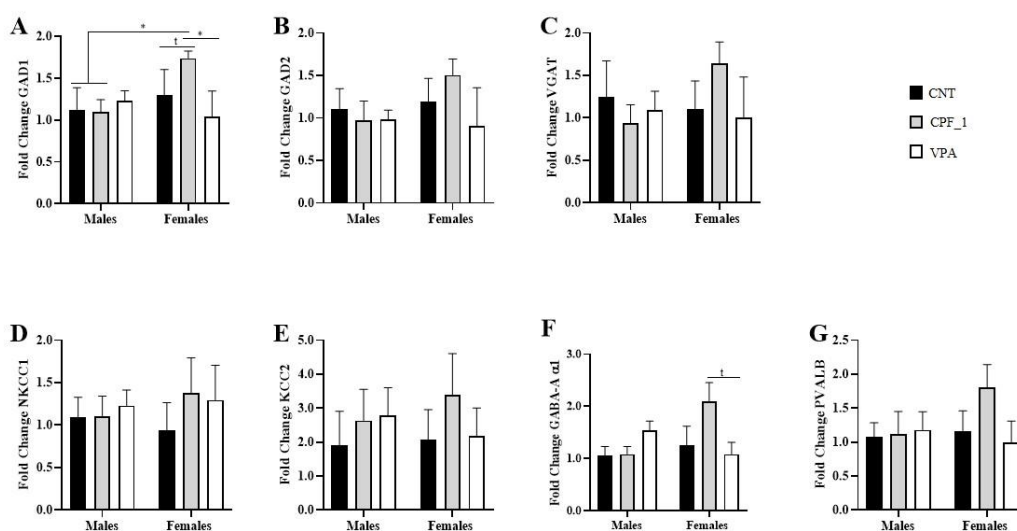 A
Fold Change GAD1
2.0
1.5
1.0
0.5
0.0
*
t
*
Males
Females
B
Fold Change GAD2
2.0
1.5
1.0
0.5
0.0
Males
Females
C
Fold Change VGAT
2.0
1.5
1.0
0.5
0.0
Males
Females
CNT
CPF_1
VPA
D
Fold Change NKCC1
2.0
1.5
1.0
0.5
0.0
Males
Females
E
Fold Change KCC2
5.0
4.0
3.0
2.0
1.0
0.0
Males
Females
F
Fold Change GABA-A α1
3.0
2.0
1.0
0.0
t
Males
Females
G
Fold Change PVALB
2.5
2.0
1.5
1.0
0.5
0.0
Males
Females